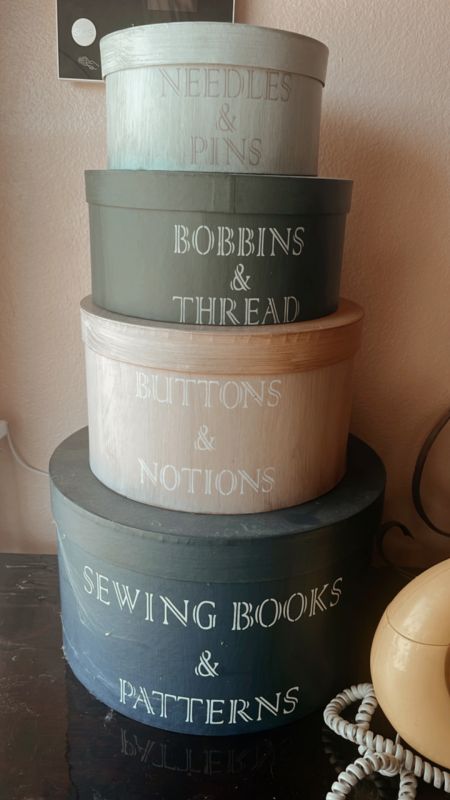 NEEDLES
&
PINS
BOBBINS
&
THREAD
BUTTONS
&
NOTIONS
SEWING BOOKS
&
PATTERNS